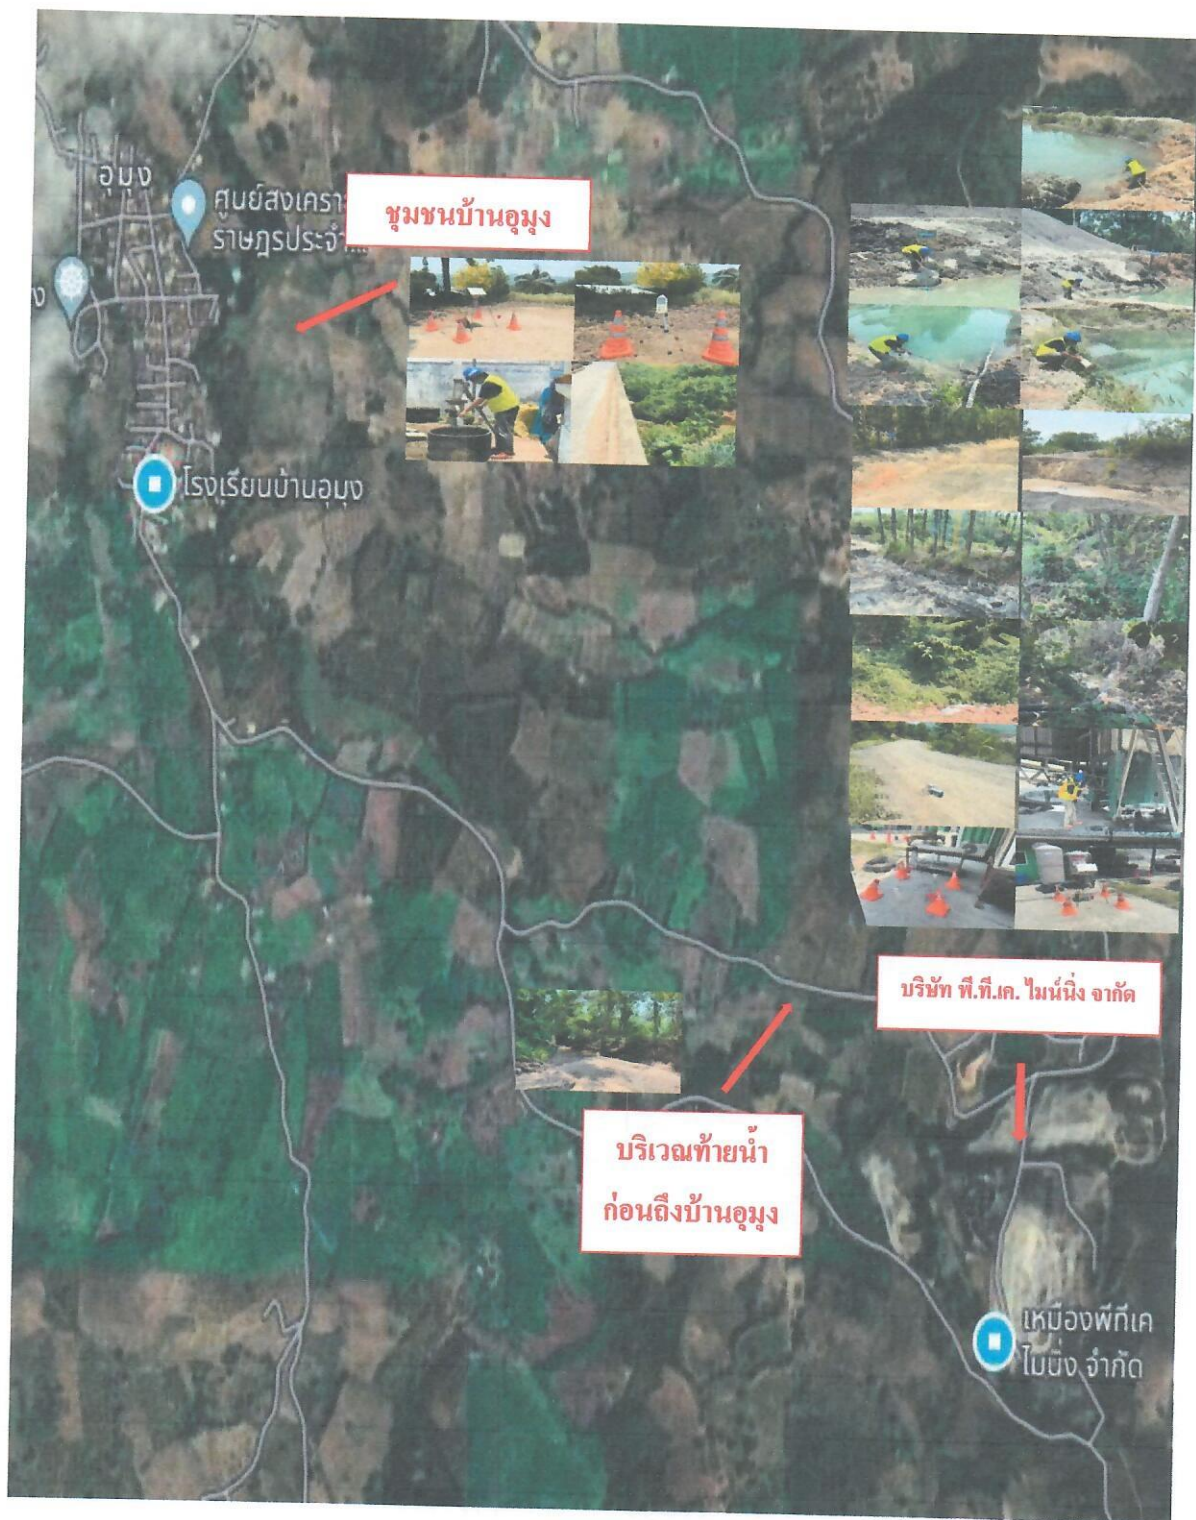 อุมุง
ศูนย์สงเครา
ราษฎรประจำ...
ชุมชนบ้านอุมุง
ง
โรงเรียนบ้านอุมุง
บริษัท พี.ที.เค. ไมน์นิ่ง จำกัด
บริเวณท้ายน้ำ
ก่อนถึงบ้านอุมุง
เหมืองพีทีเค
ไมนิ่ง จำกัด